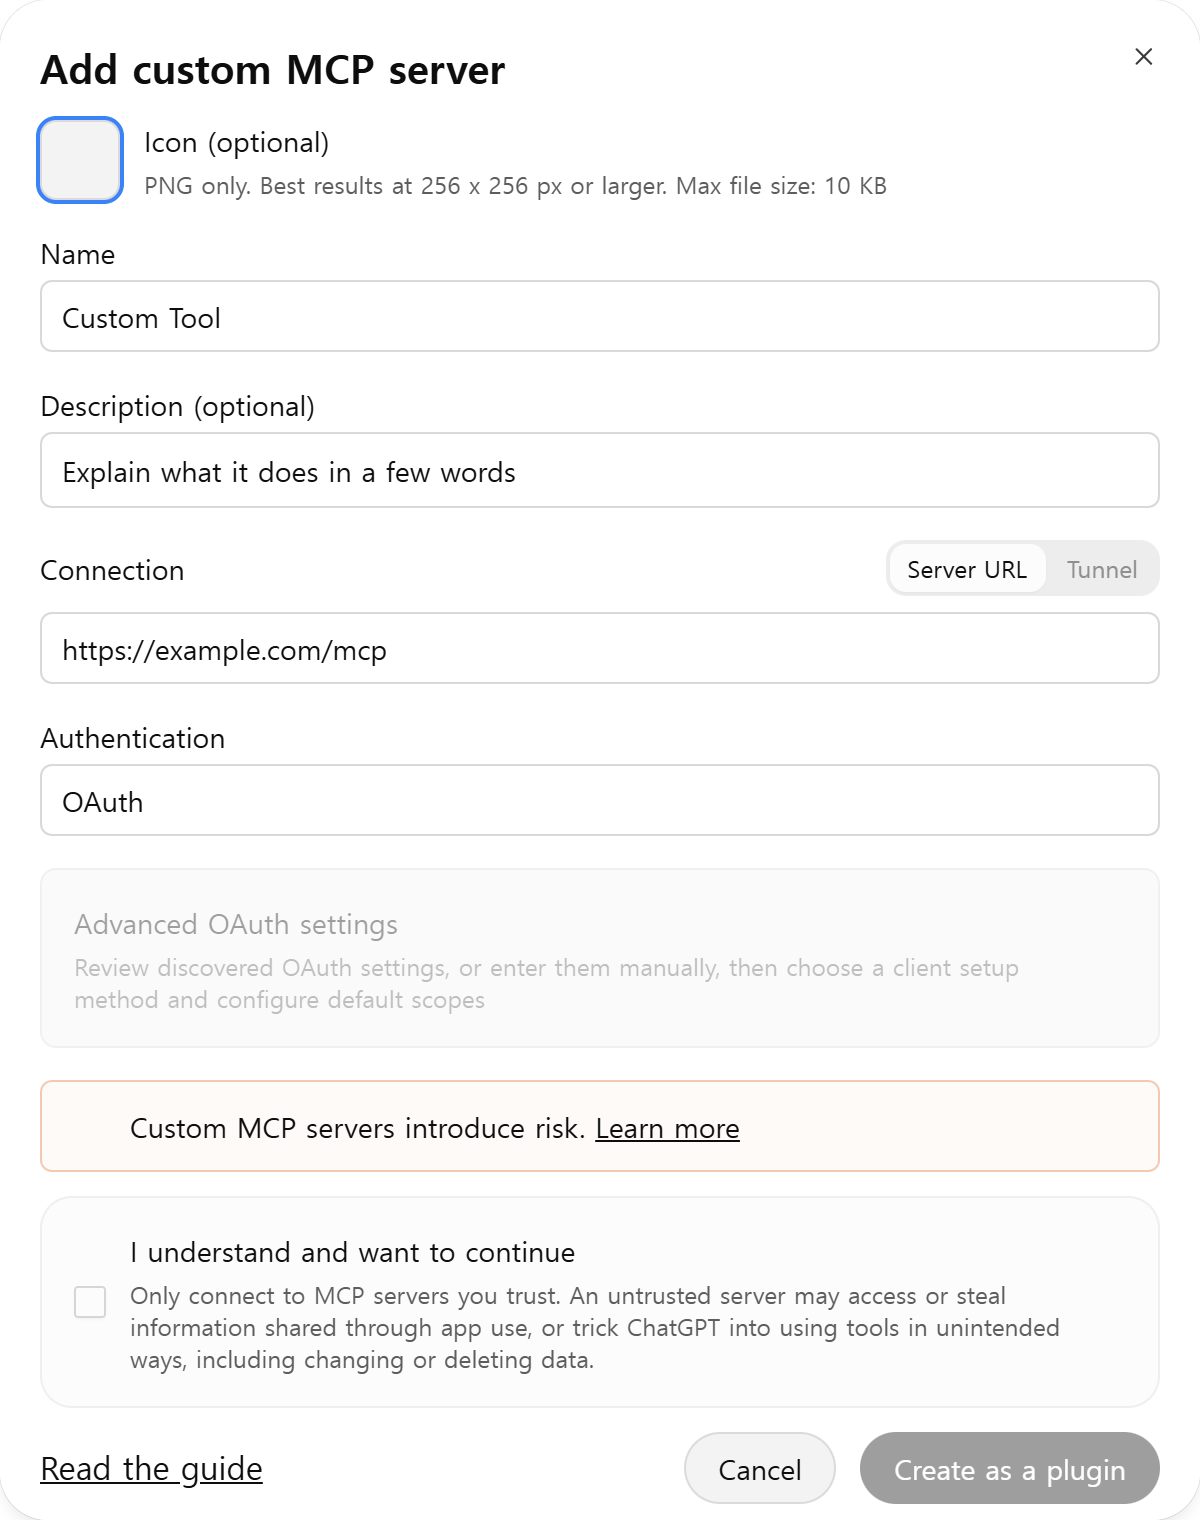 Add custom MCP server
Icon (optional)
PNG only. Best results at 256 x 256 px or larger. Max file size: 10 KB
Name
Custom Tool
Description (optional)
Explain what it does in a few words
Connection
Server URL
Tunnel
https://example.com/mcp
Authentication
OAuth
Advanced OAuth settings
Review discovered OAuth settings, or enter them manually, then choose a client setup
method and configure default scopes
Custom MCP servers introduce risk. Learn more
I understand and want to continue
Only connect to MCP servers you trust. An untrusted server may access or steal
information shared through app use, or trick ChatGPT into using tools in unintended
ways, including changing or deleting data.
Read the guide
Cancel
Create as a plugin